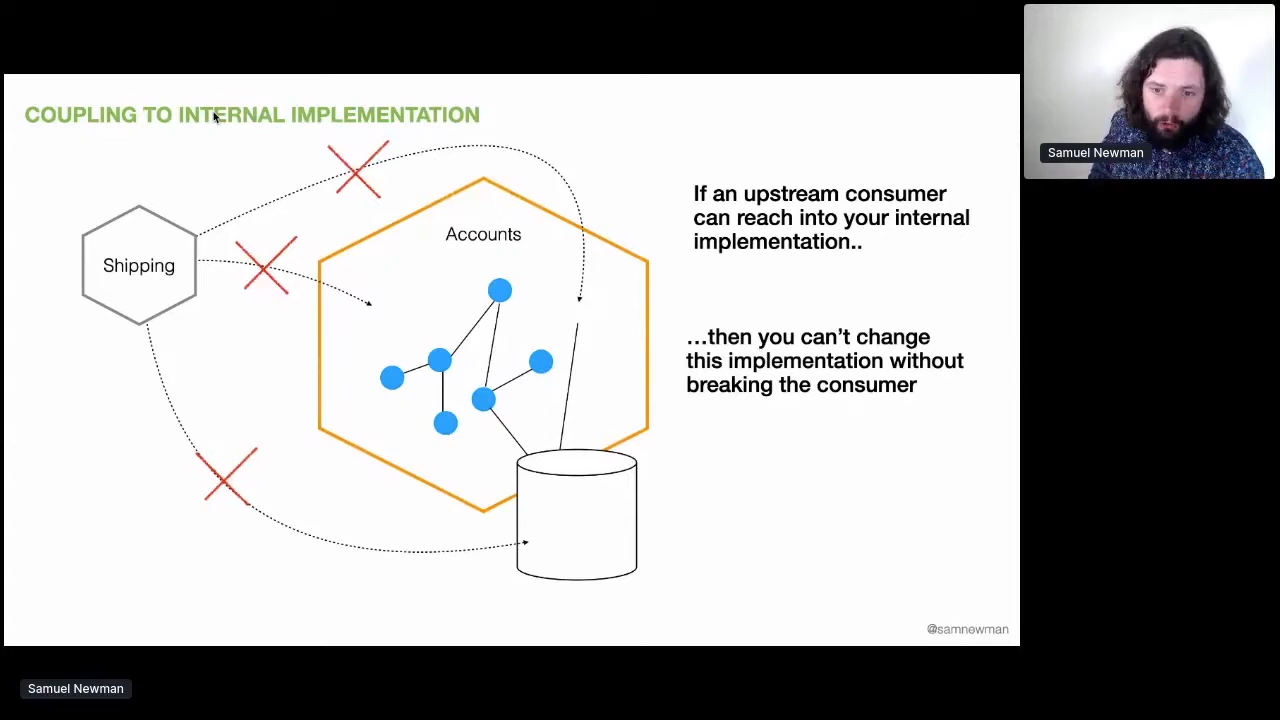 COUPLING TO INTERNAL IMPLEMENTATION
Shipping
Accounts
If an upstream consumer
can reach into your internal
implementation..
…then you can’t change
this implementation without
breaking the consumer
@samnewman
Samuel Newman
Samuel Newman